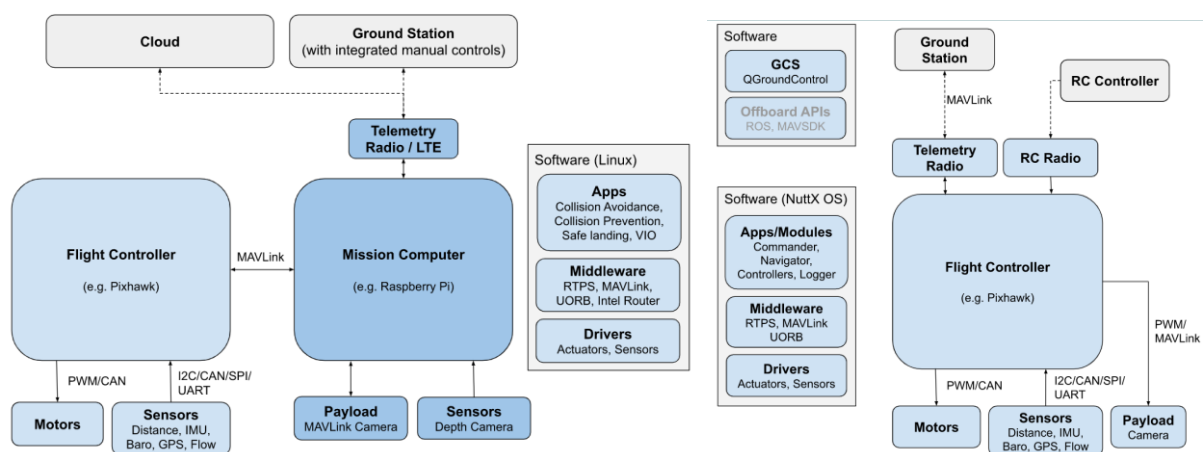 Cloud
Ground Station
(with integrated manual controls)
Telemetry
Radio / LTE
Flight Controller
(e.g. Pixhawk)
MAVLink
Mission Computer
(e.g. Raspberry Pi)
PWM/CAN
I2C/CAN/SPI/
UART
Motors
Sensors
Distance, IMU,
Baro, GPS, Flow
Payload
MAVLink Camera
Sensors
Depth Camera
Software (Linux)
Apps
Collision Avoidance,
Collision Prevention,
Safe landing, VIO
Middleware
RTPS, MAVLink,
UORB, Intel Router
Drivers
Actuators, Sensors
Software
GCS
QGroundControl
Offboard APIs
ROS, MAVSDK
Software (NuttX OS)
Apps/Modules
Commander,
Navigator,
Controllers, Logger
Middleware
RTPS, MAVLink
UORB
Drivers
Actuators, Sensors
Ground
Station
RC Controller
MAVLink
Telemetry
Radio
RC Radio
Flight Controller
(e.g. Pixhawk)
PWM/
MAVLink
PWM/CAN
I2C/CAN/SPI/
UART
Motors
Sensors
Distance, IMU,
Baro, GPS, Flow
Payload
Camera